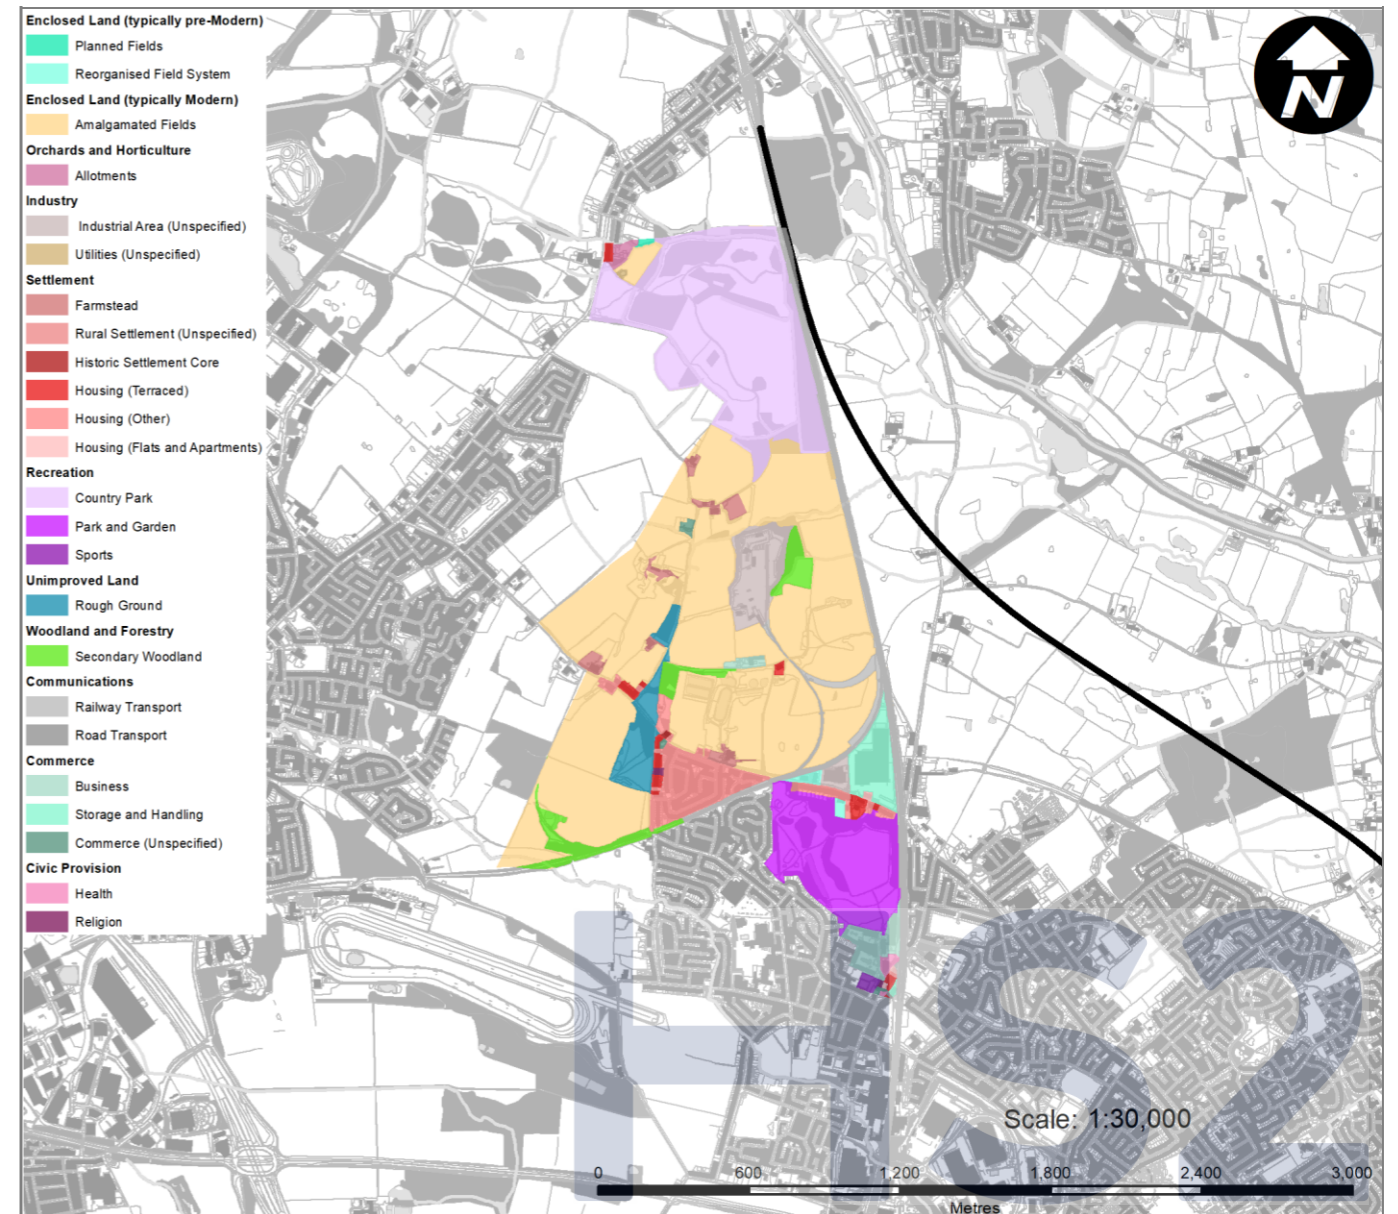 Enclosed Land (typically pre-Modern)
Planned Fields
Reorganised Field System
Enclosed Land (typically Modern)
Amalgamated Fields
Orchards and Horticulture
Allotments
Industry
Industrial Area (Unspecified)
Utilities (Unspecified)
Settlement
Farmstead
Rural Settlement (Unspecified)
Historic Settlement Core
Housing (Terraced)
Housing (Other)
Housing (Flats and Apartments)
Recreation
Country Park
Park and Garden
Sports
Unimproved Land
Rough Ground
Woodland and Forestry
Secondary Woodland
Communications
Railway Transport
Road Transport
Commerce
Business
Storage and Handling
Commerce (Unspecified)
Civic Provision
Health
Religion
N
HS2
Scale: 1:30,000
0 600 1,200 1,800 2,400 3,000
Metres